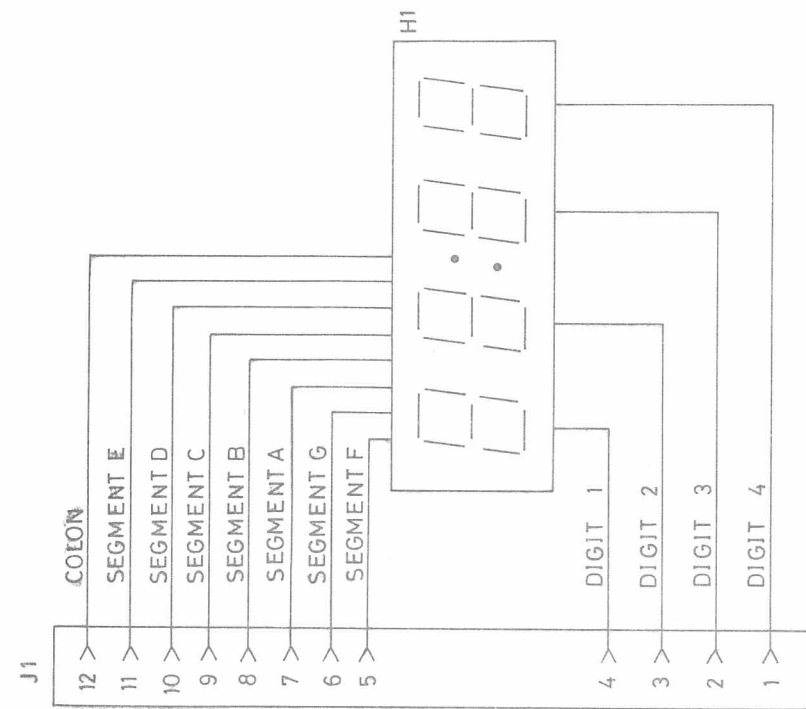 J1
H1
12 COLON
11 SEGMENT E
10 SEGMENT D
9 SEGMENT C
8 SEGMENT B
7 SEGMENT A
6 SEGMENT G
5 SEGMENT F
4 DIGIT 1
3 DIGIT 2
2 DIGIT 3
1 DIGIT 4